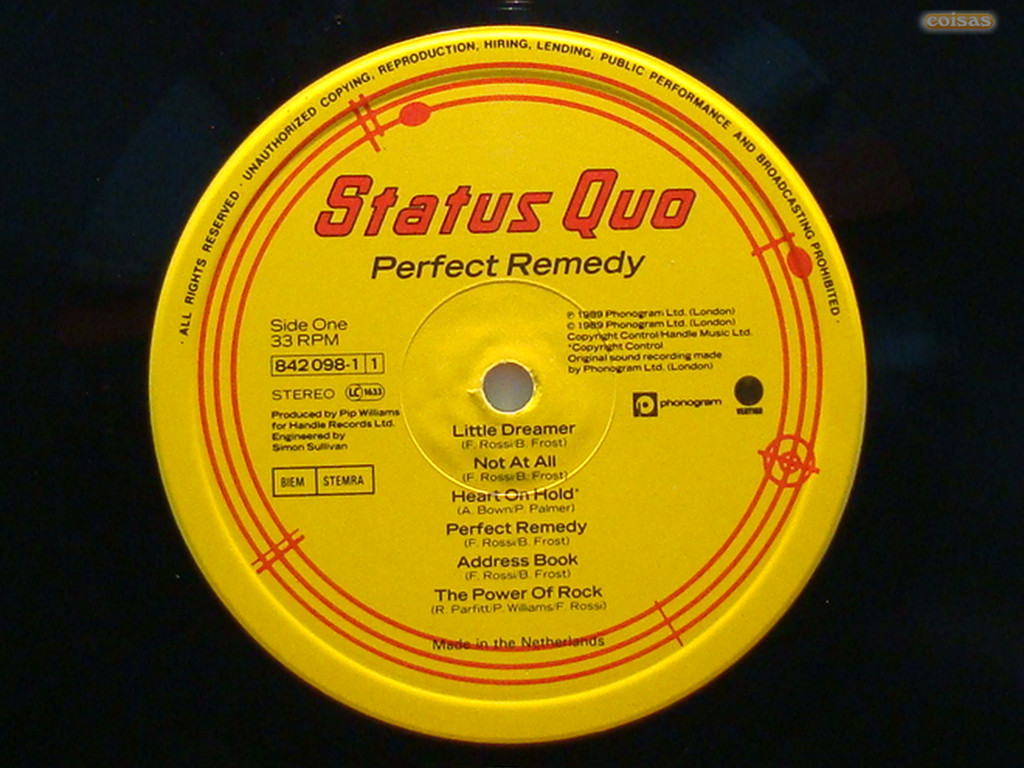 coisas
· ALL RIGHTS RESERVED · UNAUTHORIZED COPYING, REPRODUCTION, HIRING, LENDING, PUBLIC PERFORMANCE AND BROADCASTING PROHIBITED ·
Status Quo
Perfect Remedy
Side One
33 RPM
842 098-1 1
STEREO LC 1633
Produced by Pip Williams
for Handle Records Ltd.
Engineered by
Simon Sullivan
BIEM STEMRA
℗ 1989 Phonogram Ltd. (London)
© 1989 Phonogram Ltd. (London)
Copyright Control/Handle Music Ltd.
*Copyright Control
Original sound recording made
by Phonogram Ltd. (London)
phonogram
VERTIGO
Little Dreamer
(F. Rossi/B. Frost)
Not At All
(F. Rossi/B. Frost)
Heart On Hold*
(A. Bown/P. Palmer)
Perfect Remedy
(F. Rossi/B. Frost)
Address Book
(F. Rossi/B. Frost)
The Power Of Rock
(R. Parfitt/P. Williams/F. Rossi)
Made in the Netherlands